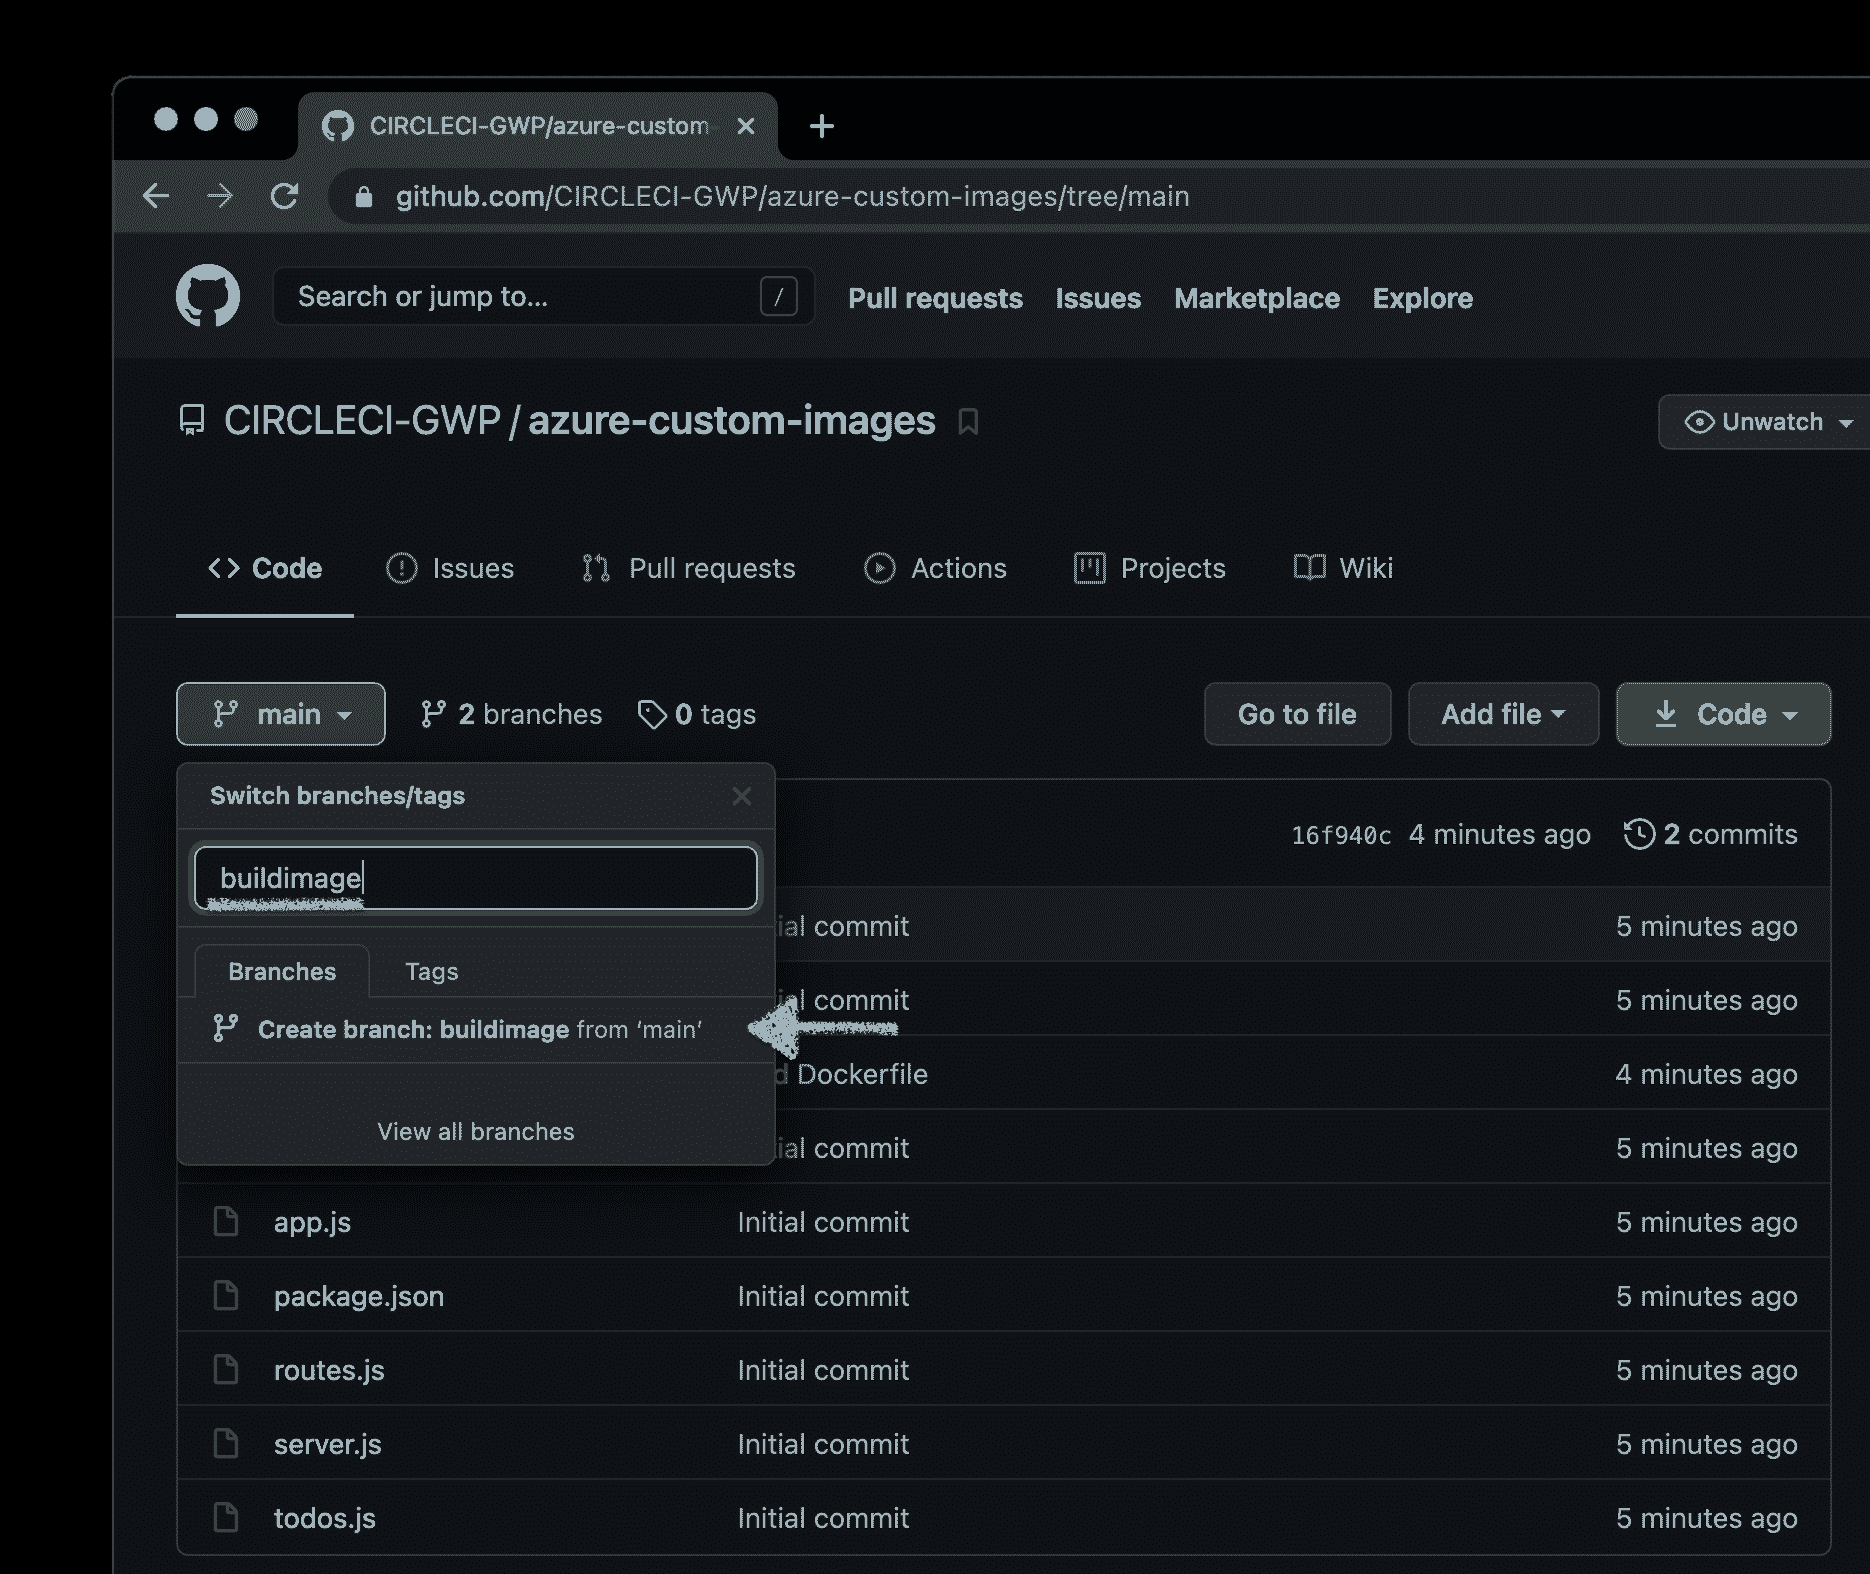 CIRCLECI-GWP/azure-custom
github.com/CIRCLECI-GWP/azure-custom-images/tree/main
Search or jump to... /
Pull requests Issues Marketplace Explore
CIRCLECI-GWP / azure-custom-images
Unwatch
Code Issues Pull requests Actions Projects Wiki
main 2 branches 0 tags Go to file Add file Code
Switch branches/tags
16f940c 4 minutes ago 2 commits
buildimage
commit 5 minutes ago
Branches Tags
commit 5 minutes ago
Create branch: buildimage from ‘main’
Dockerfile 4 minutes ago
View all branches
commit 5 minutes ago
app.js Initial commit 5 minutes ago
package.json Initial commit 5 minutes ago
routes.js Initial commit 5 minutes ago
server.js Initial commit 5 minutes ago
todos.js Initial commit 5 minutes ago